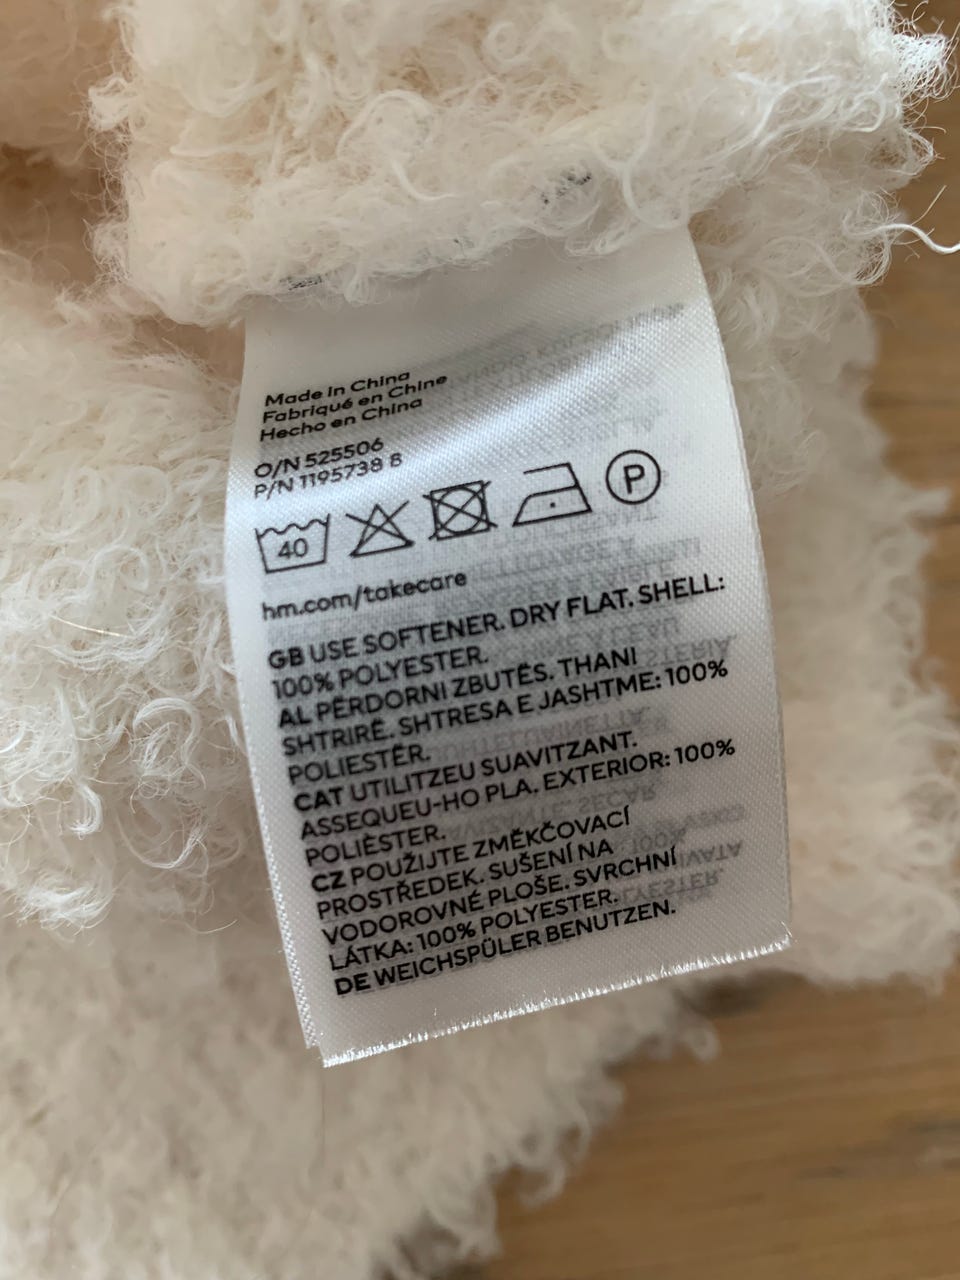 Made in China
Fabriqué en Chine
Hecho en China
O/N 525506
P/N 1195738 8
40
P
hm.com/takecare
GB USE SOFTENER. DRY FLAT. SHELL:
100% POLYESTER.
AL PËRDORNI ZBUTËS. THANI
SHTRIRË. SHTRESA E JASHTME: 100%
POLIESTËR.
CAT UTILITZEU SUAVITZANT.
ASSEQUEU-HO PLA. EXTERIOR: 100%
POLIÈSTER.
CZ POUŽIJTE ZMĚKČOVACÍ
PROSTŘEDEK. SUŠENÍ NA
VODOROVNÉ PLOŠE. SVRCHNÍ
LÁTKA: 100% POLYESTER.
DE WEICHSPÜLER BENUTZEN.